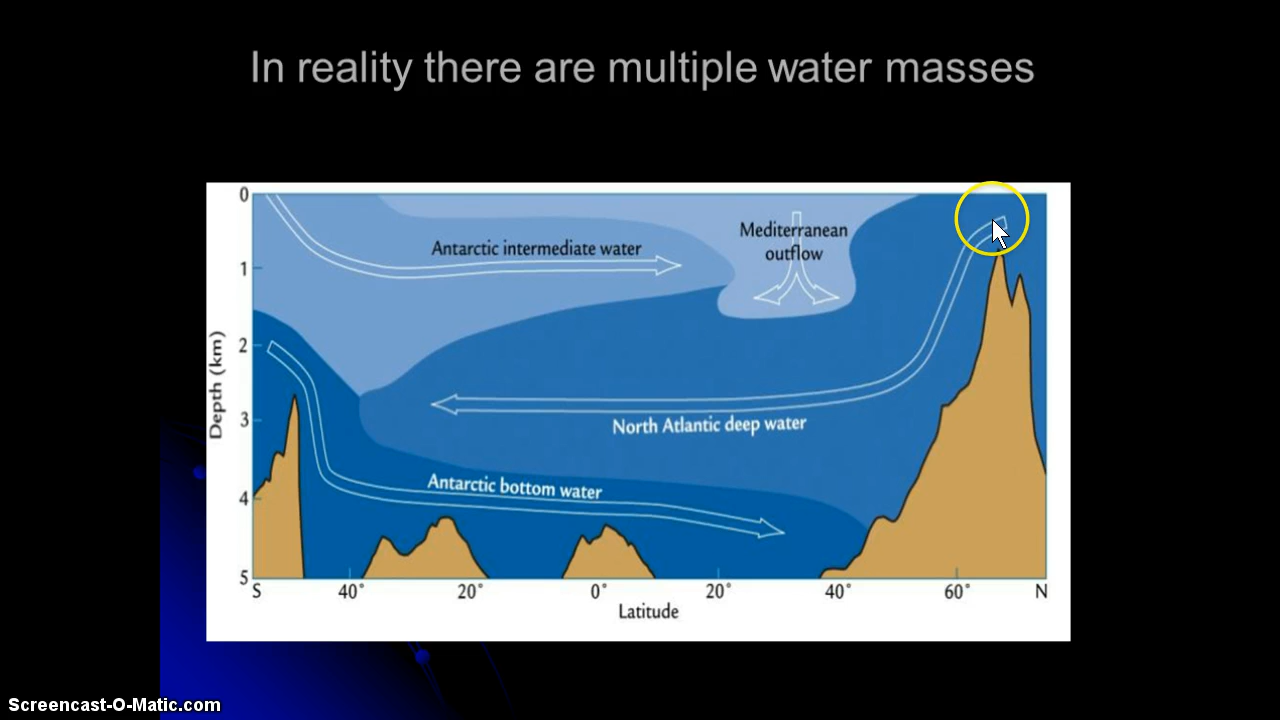 In reality there are multiple water masses
0
Mediterranean
Antarctic intermediate water
outflow
1
Depth (km)
2
3
North Atlantic deep water
Antarctic bottom water
4
5
S 40° 20° 0° 20° 40° 60° N
Latitude
Screencast-O-Matic.com